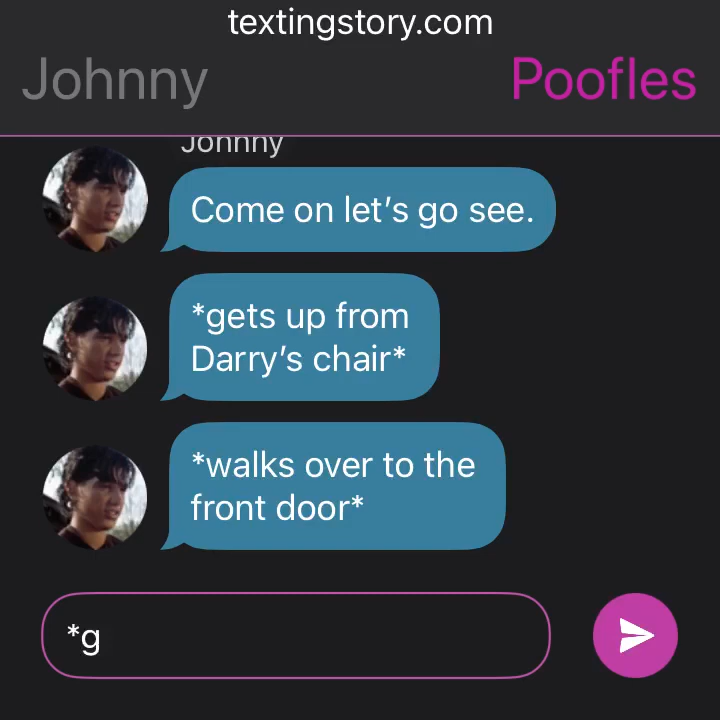 textingstory.com
Johnny
Poofles
Johnny
Come on let’s go see.
*gets up from
Darry’s chair*
*walks over to the
front door*
*g